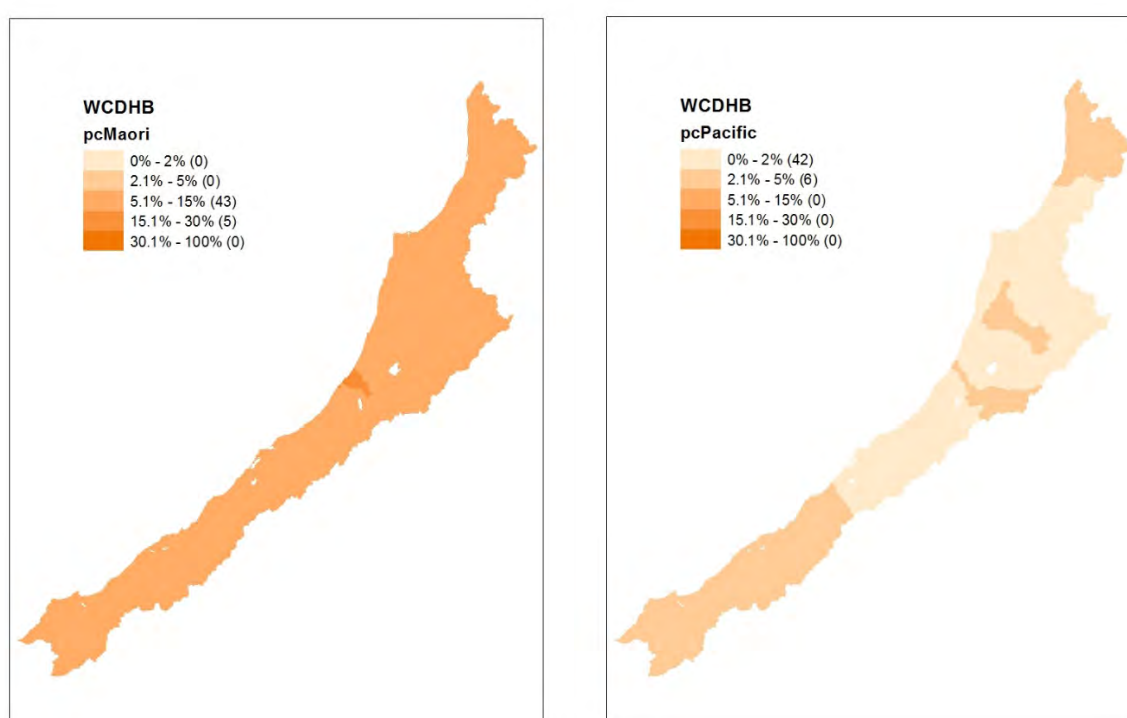 WCDHB
pcMaori
0% - 2% (0)
2.1% - 5% (0)
5.1% - 15% (43)
15.1% - 30% (5)
30.1% - 100% (0)
WCDHB
pcPacific
0% - 2% (42)
2.1% - 5% (6)
5.1% - 15% (0)
15.1% - 30% (0)
30.1% - 100% (0)